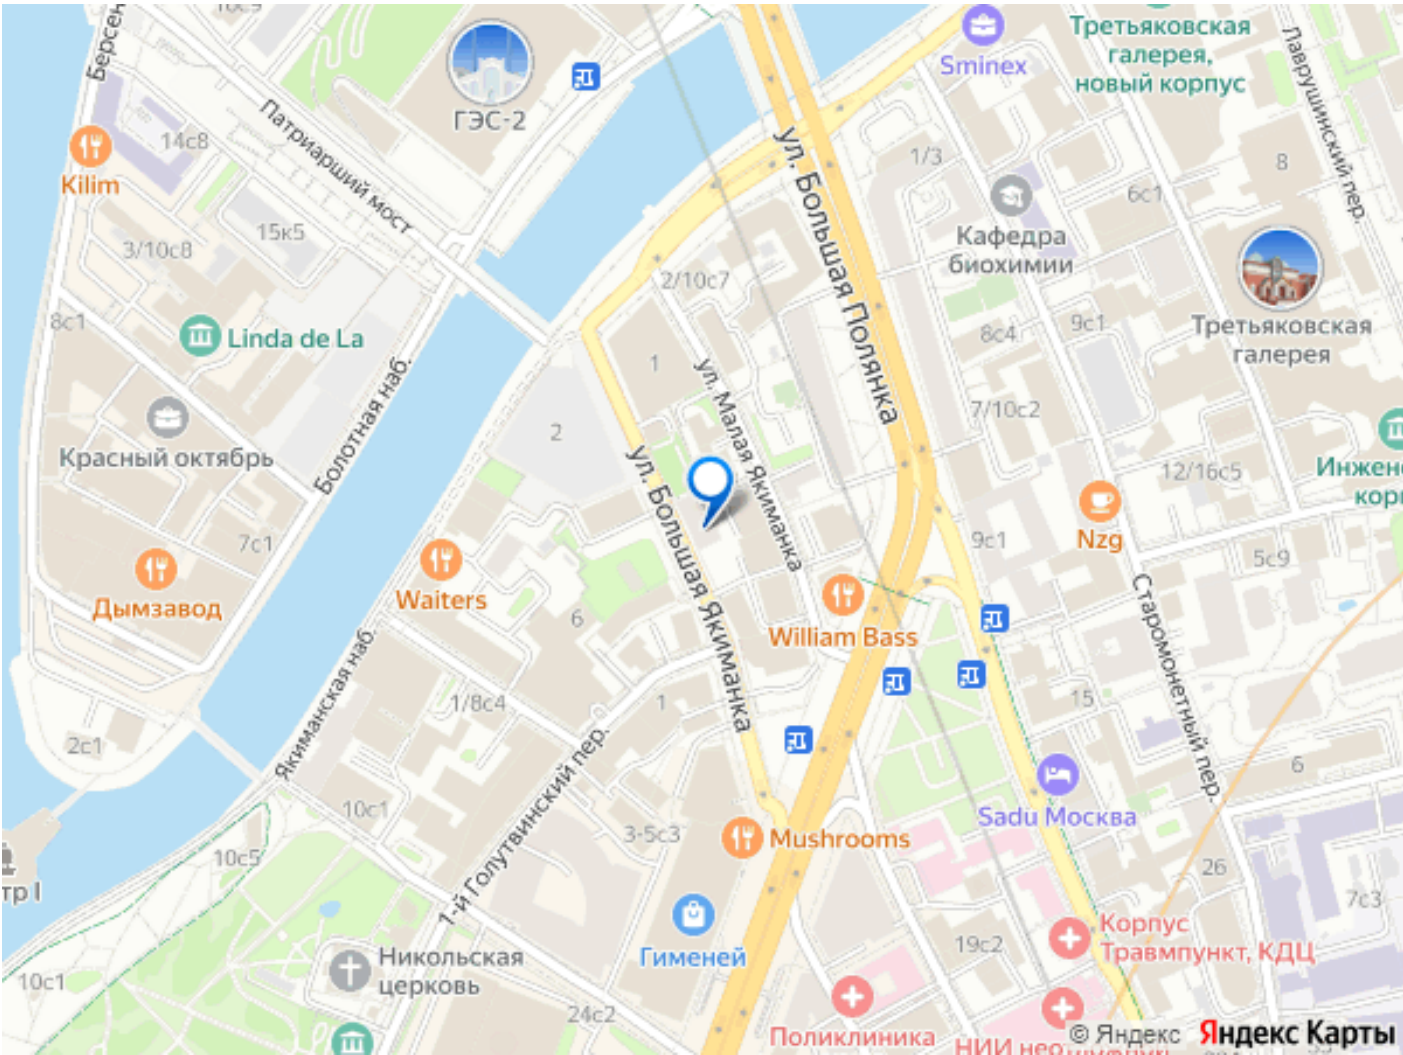 Берсен
ГЭС-2
Sminex
Третьяковская
галерея,
новый корпус
Лаврушинский пер.
Патриарший мост
14с8
Kilim
ул. Большая Полянка
1/3
8
6с1
Кафедра
биохимии
15к5
3/10с8
2/10с7
8с1
Linda de La
9с1
8с4
Третьяковская
галерея
1
ул. Малая Якиманка
7/10с2
Красный октябрь
Болотная наб.
2
ул. Большая Якиманка
12/16с5
Инжен
кор
Nzg
7с1
9с1
5с9
Дымзавод
Waiters
William Bass
6
Старомонетный пер.
Якиманская наб.
1/8с4
1
15
2с1
1-й Голутвинский пер.
6
Sadu Москва
10с1
3-5с3
Mushrooms
10с5
тр I
26
7с3
Гименей
Корпус
Травмпункт, КДЦ
19с2
Никольская
церковь
10с1
24с2
Поликлиника
© Яндекс Яндекс Карты